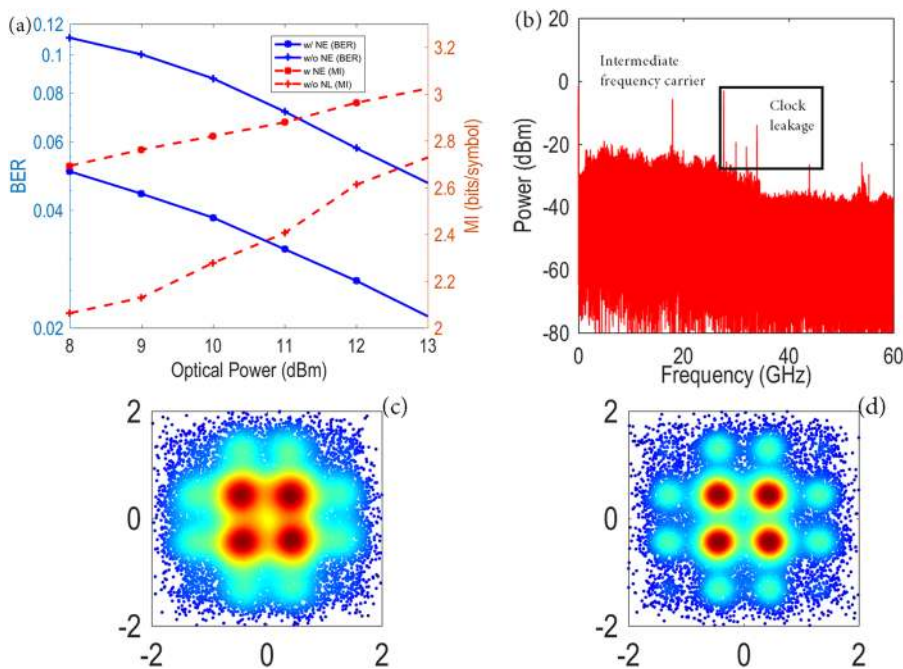 (a)
BER
0.12
0.1
0.08
0.06
0.04
0.02
8
9
10
11
12
13
Optical Power (dBm)
w/ NE (BER)
w/o NE (BER)
w NE (MI)
w/o NL (MI)
3.2
3
2.8
2.6
2.4
2.2
2
MI (bits/symbol)
(b)
Power (dBm)
20
0
-20
-40
-60
-80
0
20
40
60
Frequency (GHz)
Intermediate
frequency carrier
Clock
leakage
(c)
2
0
-2
-2
0
2
(d)
2
0
-2
-2
0
2